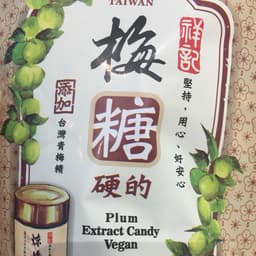 TAIWAN
祥記
堅持,用心、好安心
梅
糖
硬的
添加
台灣青梅精
Plum
Extract Candy
Vegan